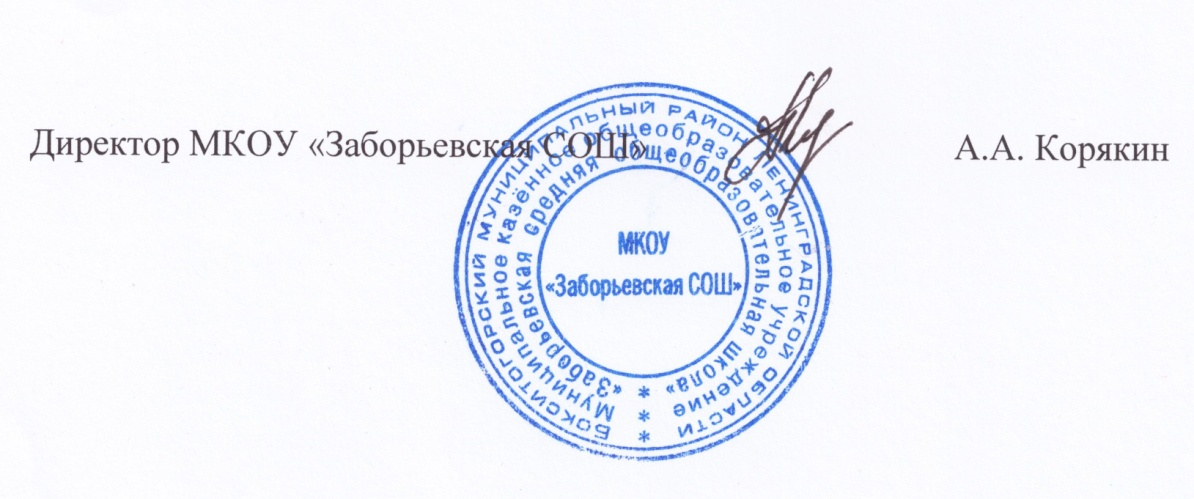 Директор МКОУ «Заборьевская СОШ» А.А. Корякин
БОКСИТОГОРСКИЙ МУНИЦИПАЛЬНЫЙ РАЙОН ЛЕНИНГРАДСКОЙ ОБЛАСТИ *
Муниципальное казённое общеобразовательное учреждение *
«Заборьевская средняя общеобразовательная школа» *
МКОУ
«Заборьевская СОШ»